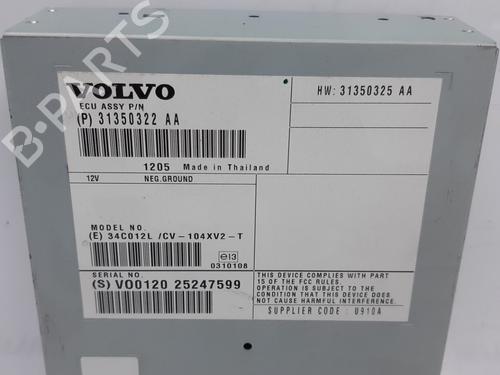 B-PARTS
VOLVO
HW: 31350325 AA
ECU ASSY P/N
(P) 31350322 AA
1205 Made in Thailand
12V NEG.GROUND
MODEL NO.
(E) 34C012L /CV-104XV2-T
e13
0310108
SERIAL NO.
(S) VO0120 25247599
THIS DEVICE COMPLIES WITH PART
15 OF THE FCC RULES.
OPERATION IS SUBJECT TO THE
CONDITION THAT THIS DEVICE DOES
NOT CAUSE HARMFUL INTERFERENCE.
SUPPLIER CODE : U910A